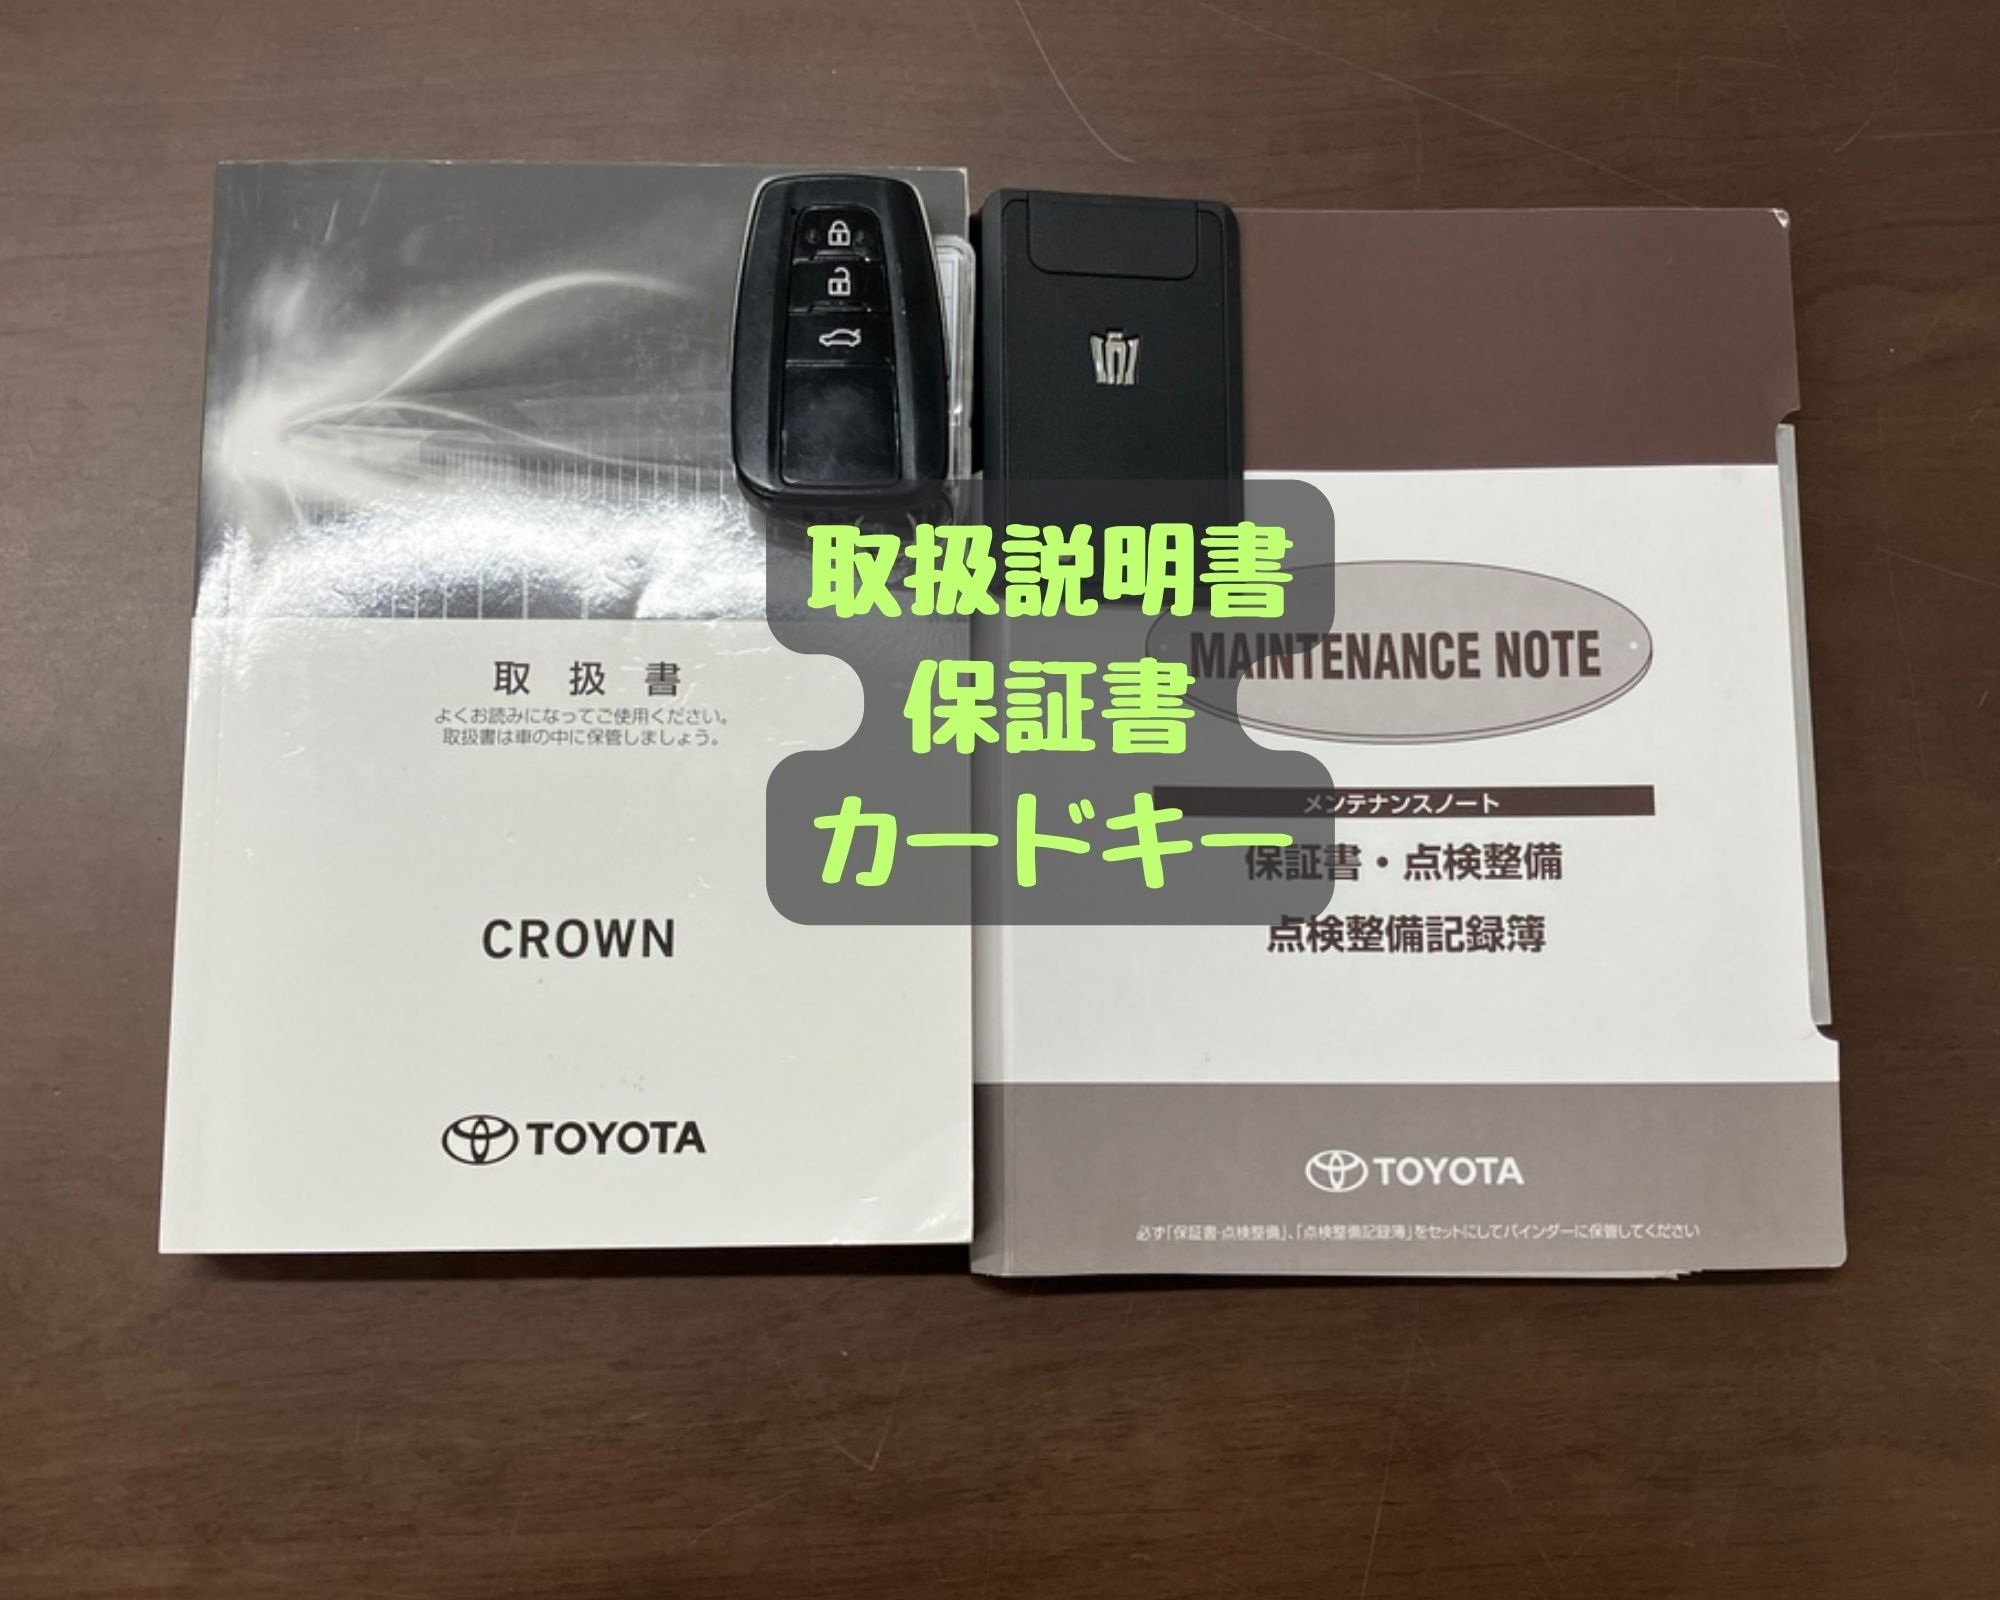 取扱説明書
保証書
カードキー
取扱書
よくお読みになってご使用ください。
取扱書は車の中に保管しましょう。
CROWN
TOYOTA
MAINTENANCE NOTE
メンテナンスノート
保証書・点検整備
点検整備記録簿
TOYOTA
必ず「保証書・点検整備」、「点検整備記録簿」をセットにしてバインダーに保管してください